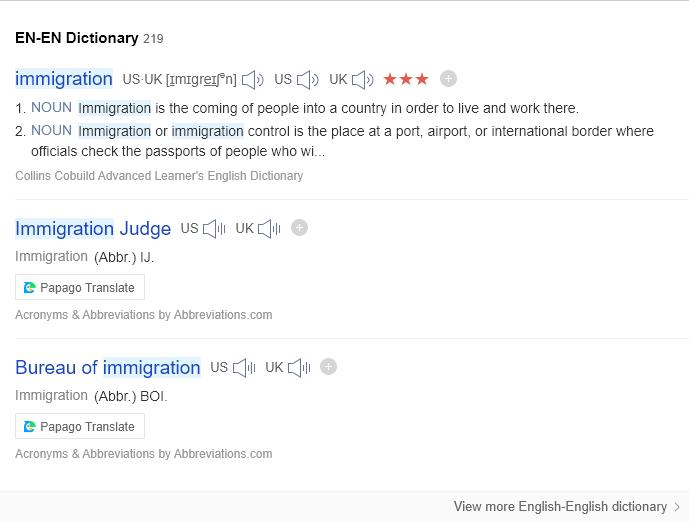 EN-EN Dictionary 219
immigration US·UK [ɪmɪgreɪʃᵊn] US UK
1. NOUN Immigration is the coming of people into a country in order to live and work there.
2. NOUN Immigration or immigration control is the place at a port, airport, or international border where
officials check the passports of people who wi...
Collins Cobuild Advanced Learner's English Dictionary
Immigration Judge US UK
Immigration (Abbr.) IJ.
Papago Translate
Acronyms & Abbreviations by Abbreviations.com
Bureau of immigration US UK
Immigration (Abbr.) BOI.
Papago Translate
Acronyms & Abbreviations by Abbreviations.com
View more English-English dictionary